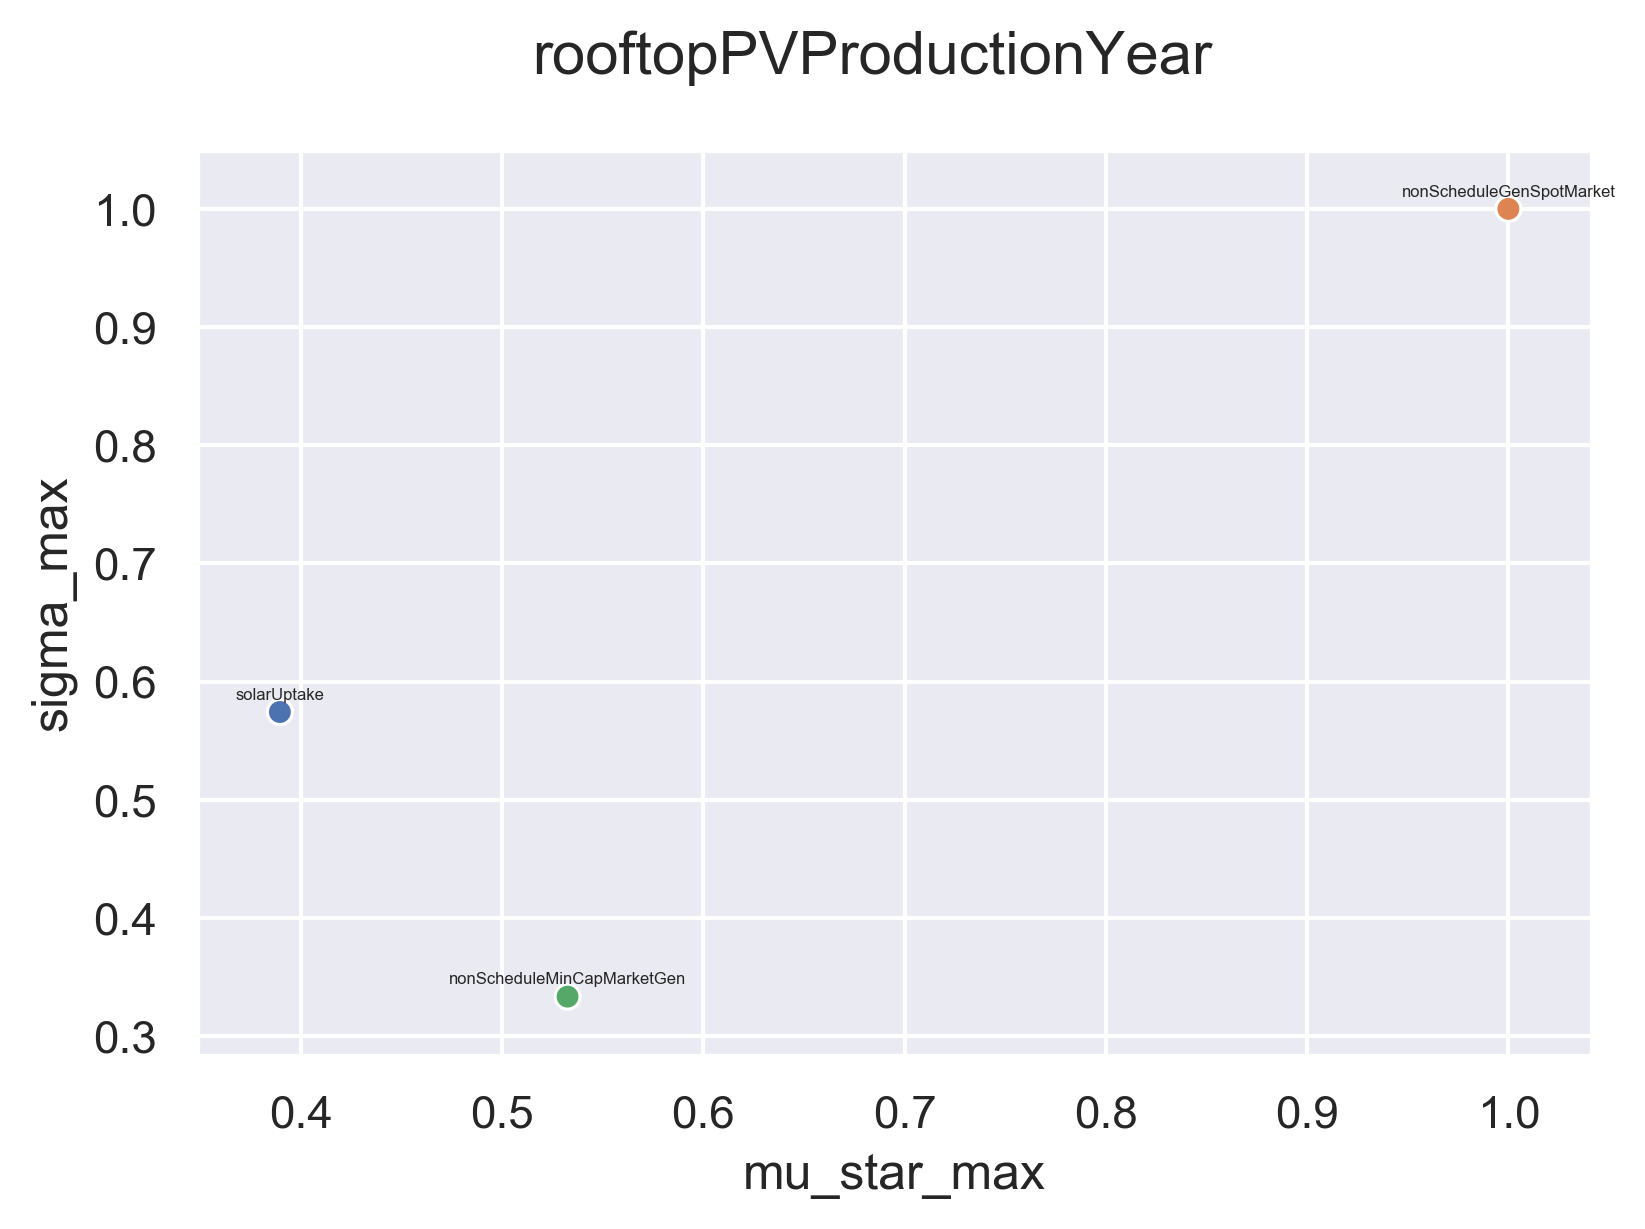 rooftopPVProductionYear
nonScheduleGenSpotMarket
1.0
0.9
0.8
0.7
0.6
0.5
0.4
0.3
sigma_max
solarUptake
nonScheduleMinCapMarketGen
0.4 0.5 0.6 0.7 0.8 0.9 1.0
mu_star_max